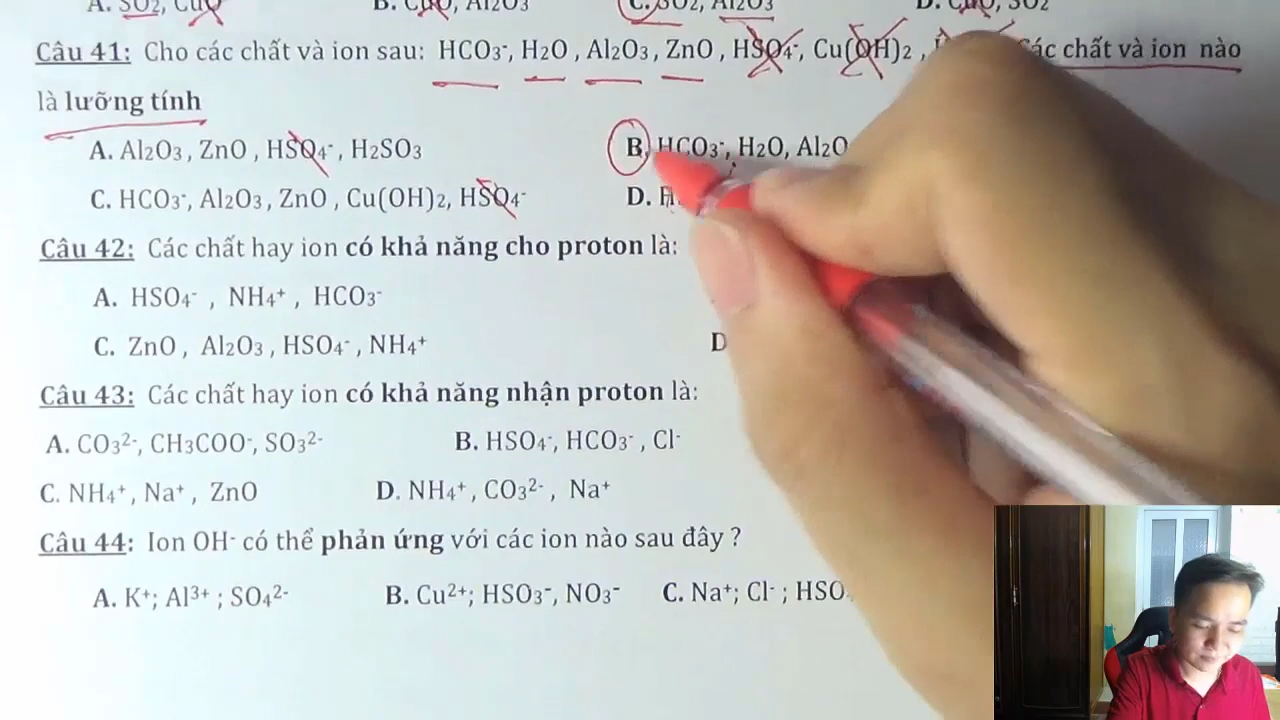 A. SO₂, CuO B. CuO, Al₂O₃ C. SO₂, Al₂O₃ D. CuO, SO₂
Câu 41: Cho các chất và ion sau: HCO₃⁻, H₂O , Al₂O₃ , ZnO , HSO₄⁻, Cu(OH)₂ , Các chất và ion nào
là lưỡng tính
A. Al₂O₃ , ZnO , HSO₄⁻ , H₂SO₃ B. HCO₃⁻, H₂O, Al₂O
C. HCO₃⁻, Al₂O₃ , ZnO , Cu(OH)₂, HSO₄⁻ D.
Câu 42: Các chất hay ion có khả năng cho proton là:
A. HSO₄⁻ , NH₄⁺ , HCO₃⁻
C. ZnO , Al₂O₃ , HSO₄⁻ , NH₄⁺ D
Câu 43: Các chất hay ion có khả năng nhận proton là:
A. CO₃²⁻, CH₃COO⁻, SO₃²⁻ B. HSO₄⁻, HCO₃⁻ , Cl⁻
C. NH₄⁺ , Na⁺ , ZnO D. NH₄⁺ , CO₃²⁻ , Na⁺
Câu 44: Ion OH⁻ có thể phản ứng với các ion nào sau đây ?
A. K⁺; Al³⁺ ; SO₄²⁻ B. Cu²⁺; HSO₃⁻, NO₃⁻ C. Na⁺; Cl⁻ ; HSO